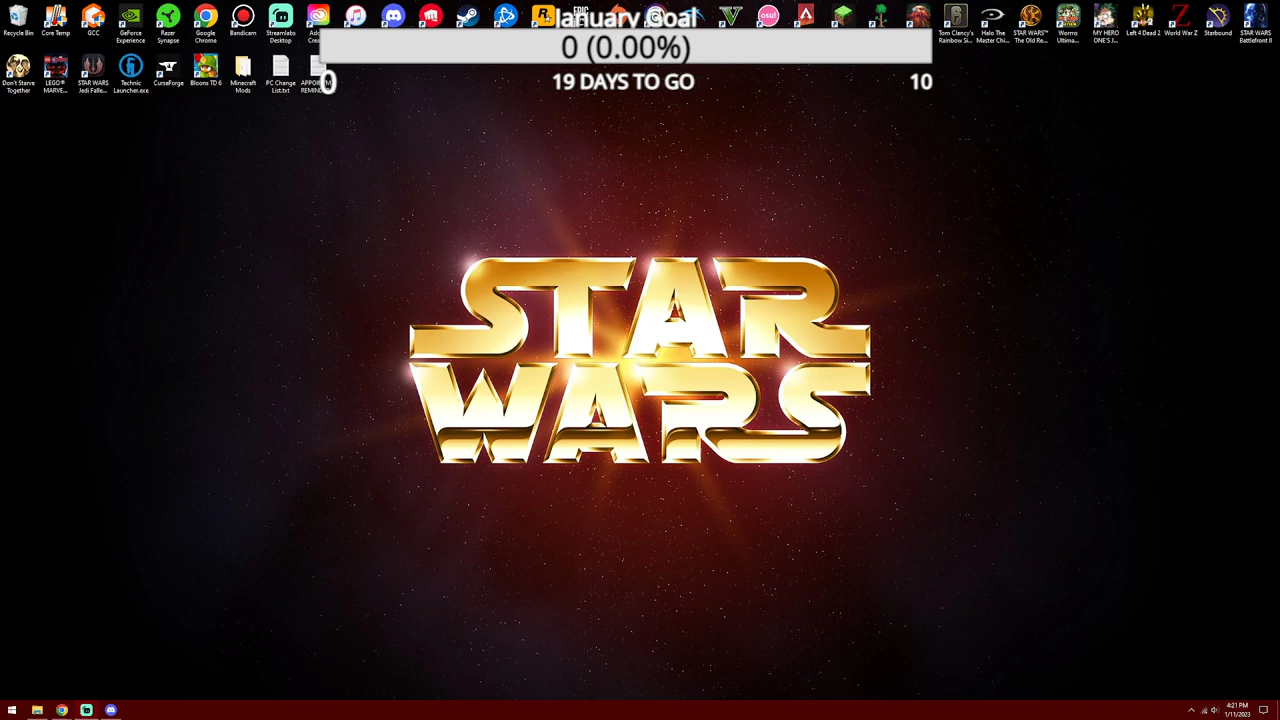 January Goal
0 (0.00%)
0
19 DAYS TO GO
10
Recycle Bin
Core Temp
GCC
GeForce
Experience
Razer
Synapse
Google
Chrome
Bandicam
Streamlabs
Desktop
Tom Clancy's
Rainbow Si...
Halo The
Master Chi...
STAR WARS™
The Old Re...
Worms
Ultima...
MY HERO
ONE'S J...
Left 4 Dead 2
World War Z
Starbound
STAR WARS
Battlefront II
Don't Starve
Together
LEGO®
MARVE...
STAR WARS
Jedi Falle...
Technic
Launcher.exe
CurseForge
Bloons TD 6
Minecraft
Mods
PC Change
List.txt
STAR
WARS
4:21 PM
1/11/2023